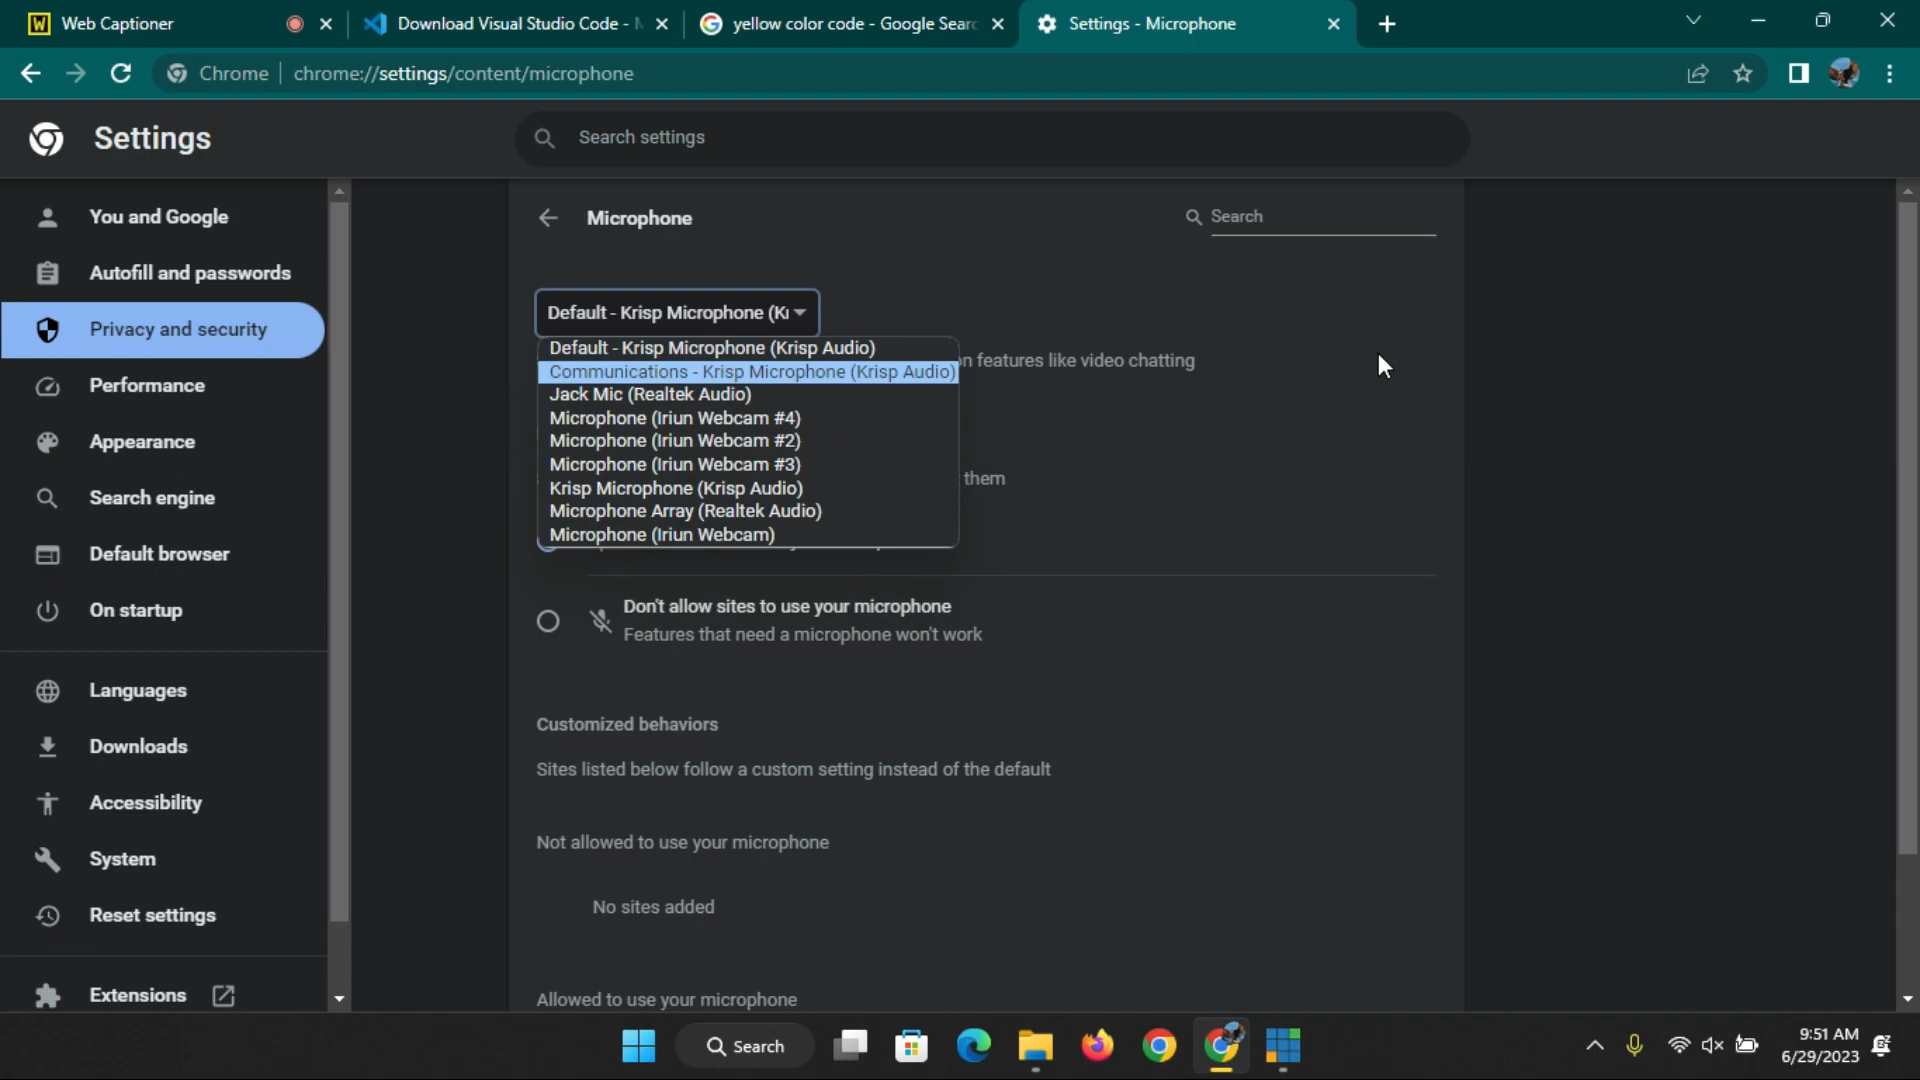 Web Captioner
Download Visual Studio Code -
yellow color code - Google Searc
Settings - Microphone
Chrome
chrome://settings/content/microphone
Settings
Search settings
You and Google
Autofill and passwords
Privacy and security
Performance
Appearance
Search engine
Default browser
On startup
Languages
Downloads
Accessibility
System
Reset settings
Extensions
Microphone
Search
Default - Krisp Microphone (Kr
Default - Krisp Microphone (Krisp Audio)
Communications - Krisp Microphone (Krisp Audio)
Jack Mic (Realtek Audio)
Microphone (Iriun Webcam #4)
Microphone (Iriun Webcam #2)
Microphone (Iriun Webcam #3)
Krisp Microphone (Krisp Audio)
Microphone Array (Realtek Audio)
Microphone (Iriun Webcam)
features like video chatting
them
Don't allow sites to use your microphone
Features that need a microphone won't work
Customized behaviors
Sites listed below follow a custom setting instead of the default
Not allowed to use your microphone
No sites added
Allowed to use your microphone
Search
9:51 AM
6/29/2023